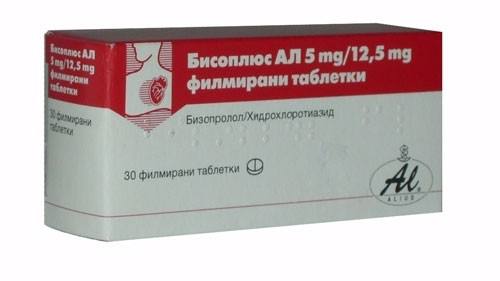 Бисоплюс АЛ
5 mg/12,5 mg
филмирани
таблетки
30 филмирани
таблетки
Бисоплюс АЛ 5 mg/12,5 mg
филмирани таблетки
Бизопролол/Хидрохлоротиазид
30 филмирани таблетки
Al®
ALIUD